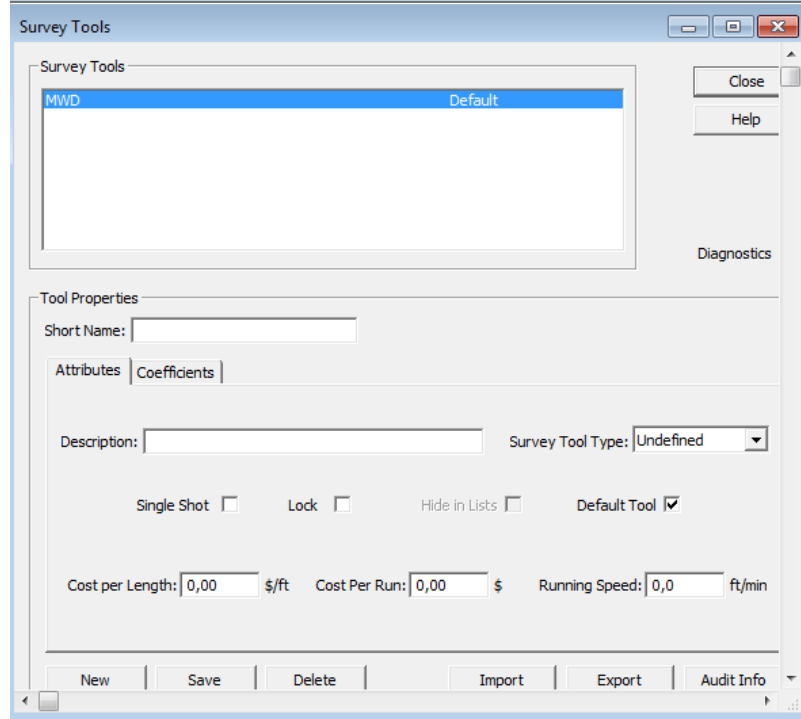 Survey Tools
Survey Tools
MWD Default
Close
Help
Diagnostics
Tool Properties
Short Name:
Attributes Coefficients
Description: Survey Tool Type: Undefined
Single Shot Lock Hide in Lists Default Tool
Cost per Length: 0,00 $/ft Cost Per Run: 0,00 $ Running Speed: 0,0 ft/min
New Save Delete Import Export Audit Info